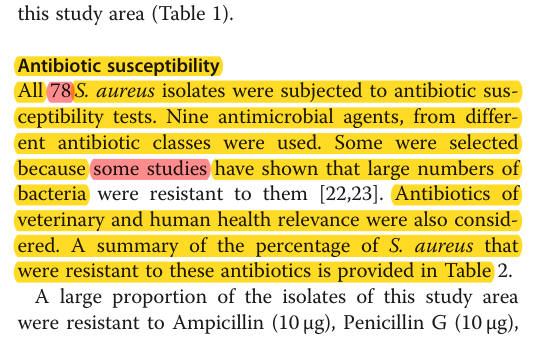 this study area (Table 1).
Antibiotic susceptibility
All 78 S. aureus isolates were subjected to antibiotic sus-
ceptibility tests. Nine antimicrobial agents, from differ-
ent antibiotic classes were used. Some were selected
because some studies have shown that large numbers of
bacteria were resistant to them [22,23]. Antibiotics of
veterinary and human health relevance were also consid-
ered. A summary of the percentage of S. aureus that
were resistant to these antibiotics is provided in Table 2.
A large proportion of the isolates of this study area
were resistant to Ampicillin (10 μg), Penicillin G (10 μg),